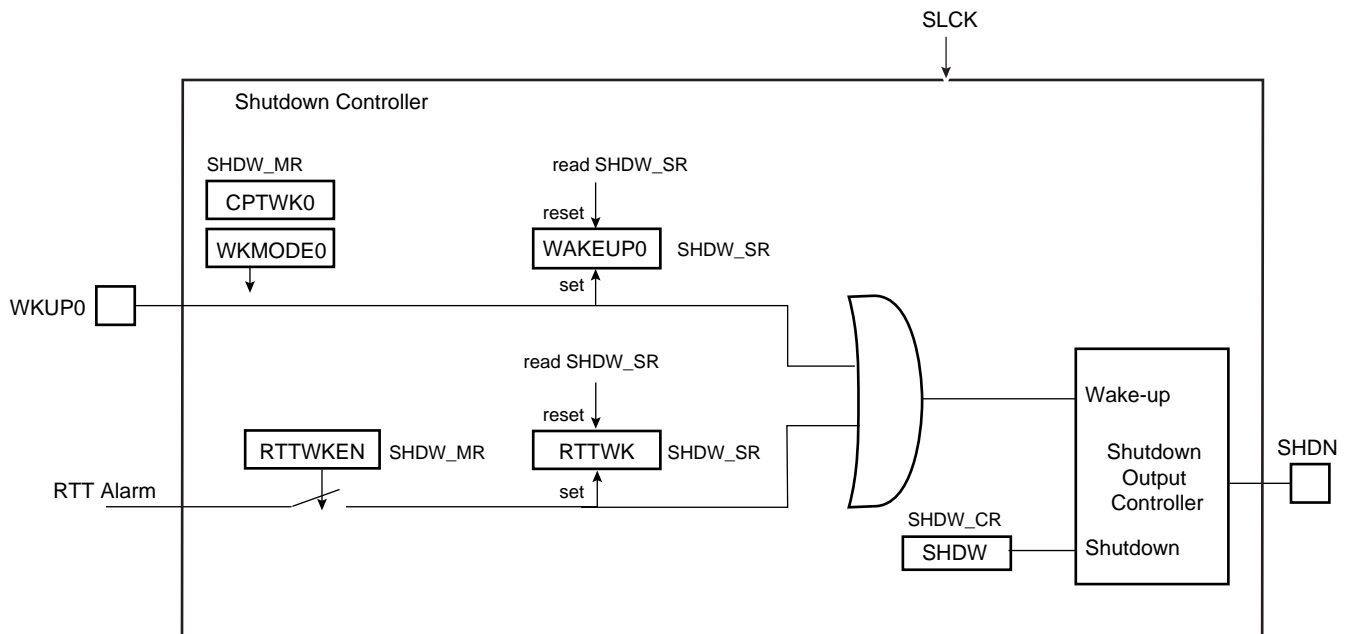 SLCK
Shutdown Controller
SHDW_MR
CPTWK0
WKMODE0
read SHDW_SR
reset
WAKEUP0
SHDW_SR
set
WKUP0
read SHDW_SR
reset
RTTWKEN
SHDW_MR
RTTWK
SHDW_SR
set
RTT Alarm
Wake-up
Shutdown
Output
Controller
SHDN
SHDW_CR
SHDW
Shutdown